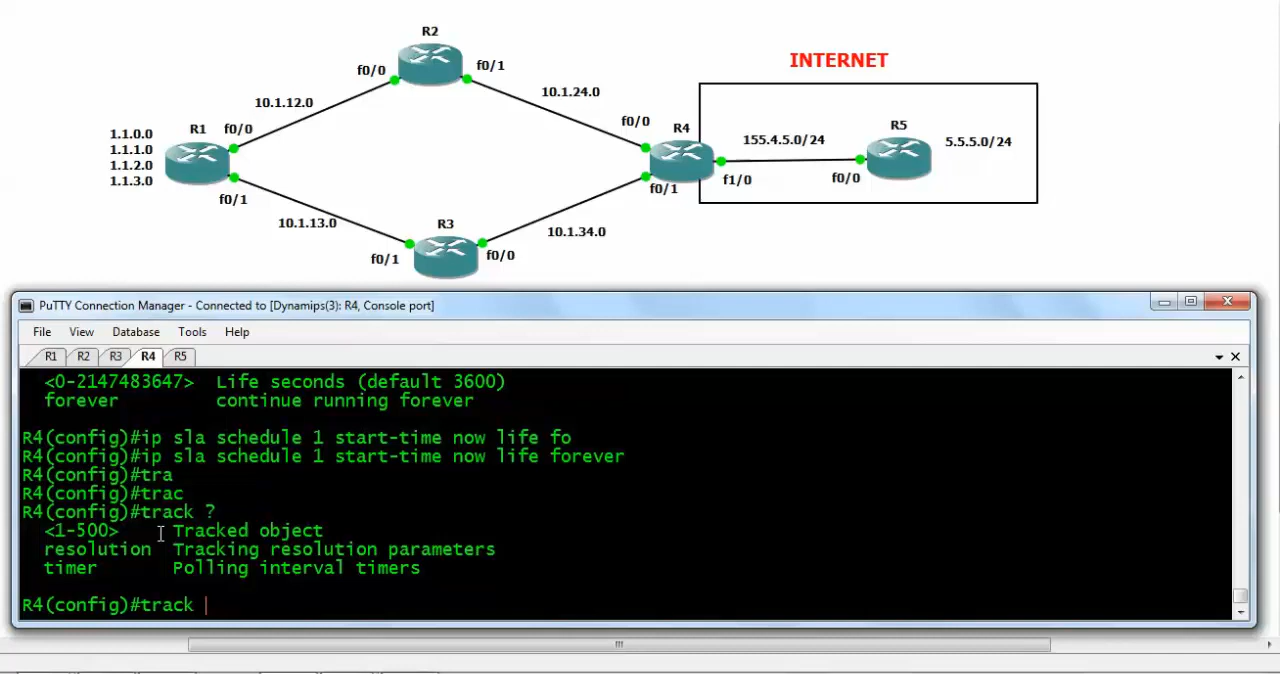 R2
INTERNET
f0/0
f0/1
10.1.12.0
10.1.24.0
1.1.0.0
1.1.1.0
1.1.2.0
1.1.3.0
R1
f0/0
f0/0
R4
155.4.5.0/24
R5
5.5.5.0/24
f0/1
f0/1
f1/0
f0/0
10.1.13.0
R3
10.1.34.0
f0/1
f0/0
PuTTY Connection Manager - Connected to [Dynamips(3): R4, Console port]
File View Database Tools Help
R1 R2 R3 R4 R5
<0-2147483647> Life seconds (default 3600)
forever continue running forever
R4(config)#ip sla schedule 1 start-time now life fo
R4(config)#ip sla schedule 1 start-time now life forever
R4(config)#tra
R4(config)#trac
R4(config)#track ?
<1-500> Tracked object
resolution Tracking resolution parameters
timer Polling interval timers
R4(config)#track